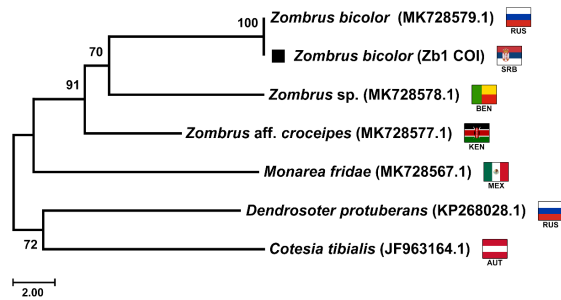 Zombrus bicolor (MK728579.1)
RUS
100
Zombrus bicolor (Zb1 COI)
SRB
70
Zombrus sp. (MK728578.1)
BEN
91
Zombrus aff. croceipes (MK728577.1)
KEN
Monarea fridae (MK728567.1)
MEX
Dendrosoter protuberans (KP268028.1)
RUS
72
Cotesia tibialis (JF963164.1)
AUT
2.00